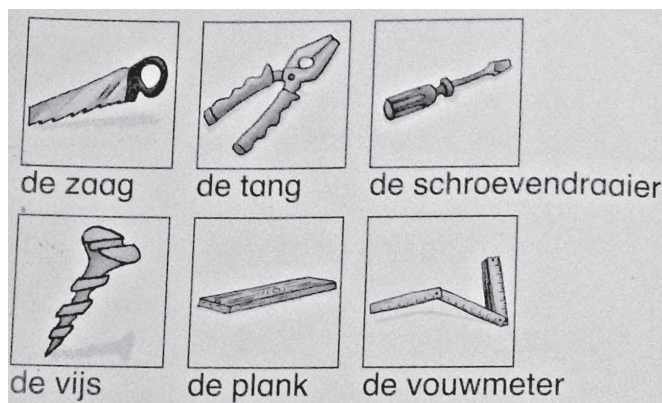 de zaag de tang de schroevendraaier
de vijs de plank de vouwmeter